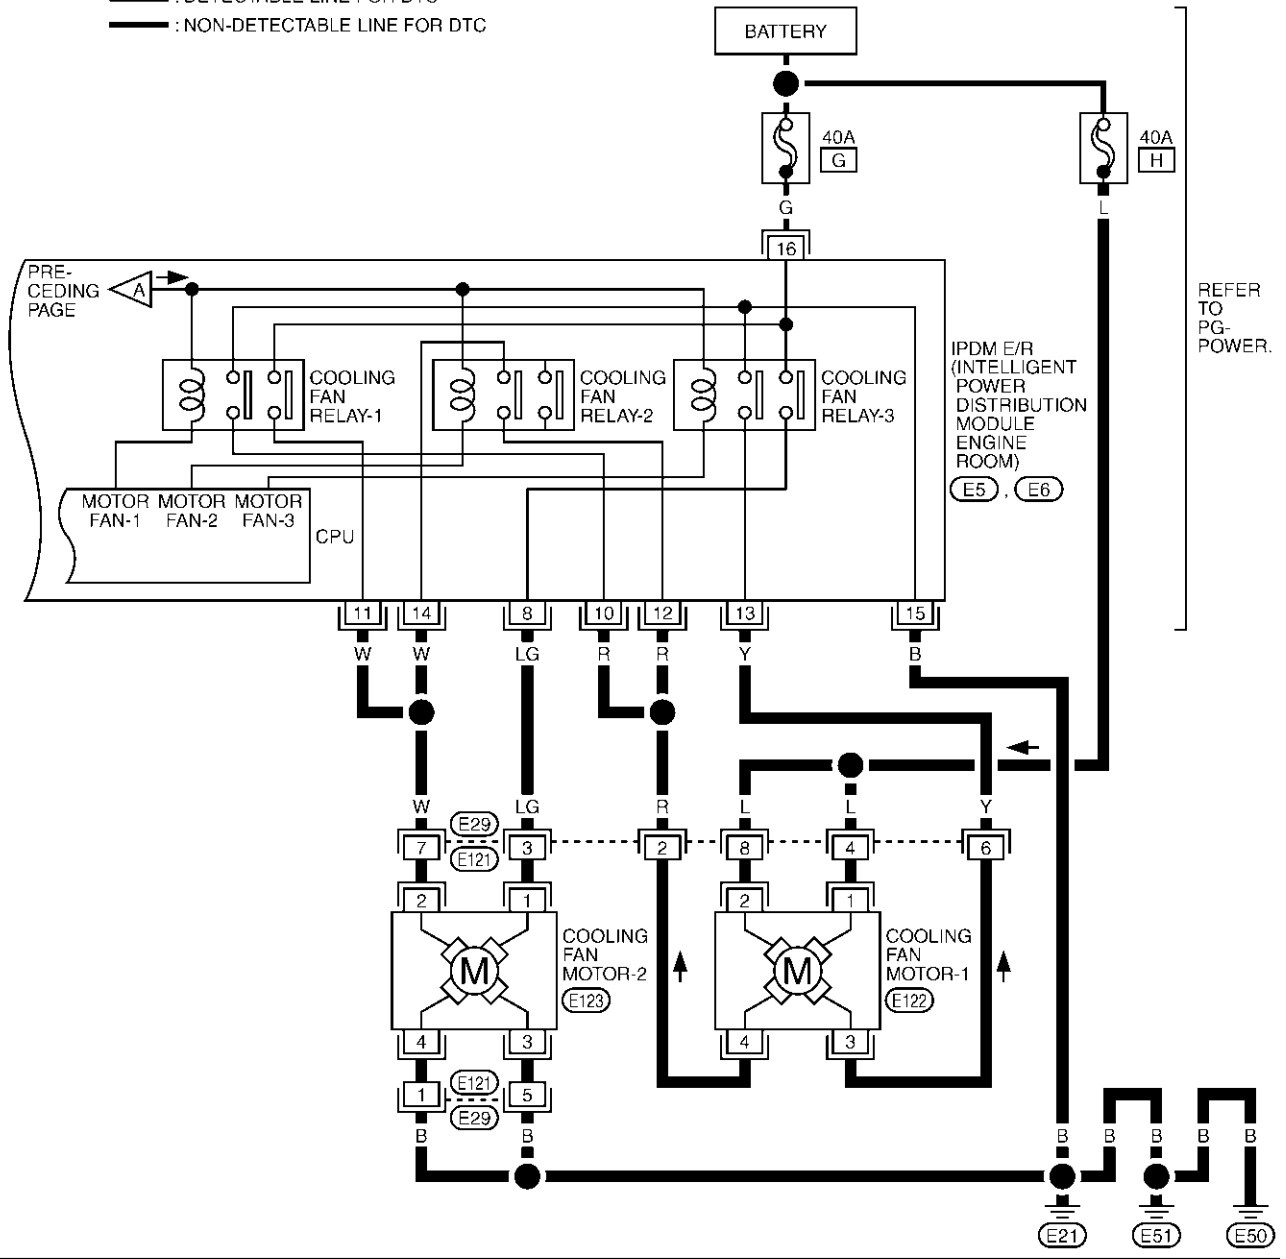 : DETECTABLE LINE FOR DTC
: NON-DETECTABLE LINE FOR DTC
BATTERY
40A
G
40A
H
G
L
16
PRE-
CEDING
PAGE
A
REFER
TO
PG-
POWER.
COOLING
FAN
RELAY-1
COOLING
FAN
RELAY-2
COOLING
FAN
RELAY-3
IPDM E/R
(INTELLIGENT
POWER
DISTRIBUTION
MODULE
ENGINE
ROOM)
E5 , E6
MOTOR
FAN-1
MOTOR
FAN-2
MOTOR
FAN-3
CPU
11 14 8 10 12 13 15
W W LG R R Y B
W LG R L L Y
E29
7 3 2 8 4 6
E121
2 1 2 1
M
COOLING
FAN
MOTOR-2
E123
M
COOLING
FAN
MOTOR-1
E122
4 3 4 3
E121
1 5
E29
B B B B B B B
E21 E51 E50